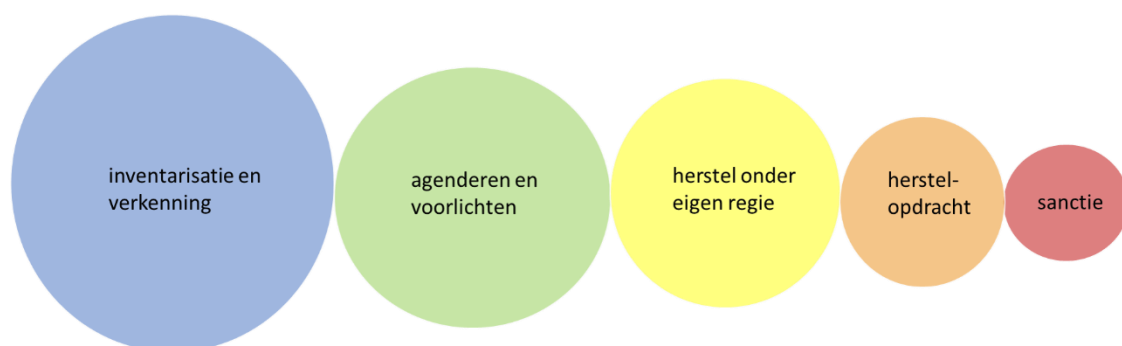 inventarisatie en
verkenning
agenderen en
voorlichten
herstel onder
eigen regie
herstel-
opdracht
sanctie